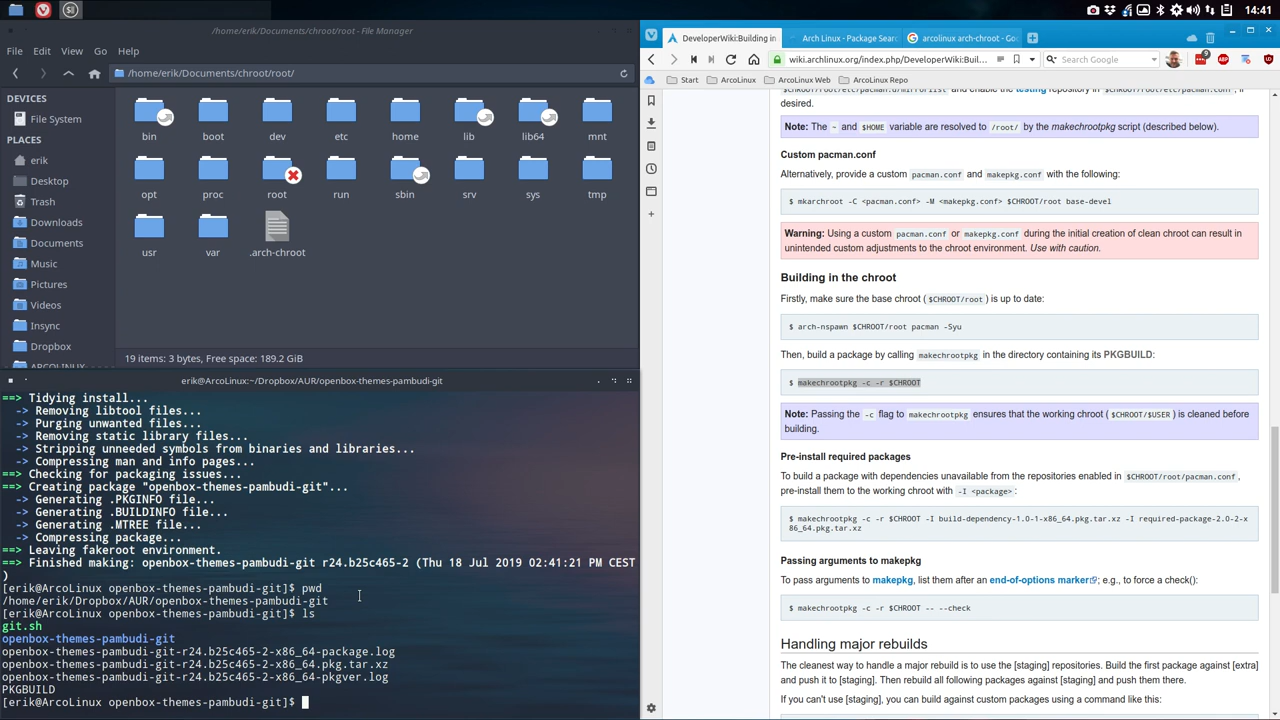 14:41
/home/erik/Documents/chroot/root/ - File Manager
File Edit View Go Help
/home/erik/Documents/chroot/root/
DEVICES
File System
PLACES
erik
Desktop
Trash
Downloads
Documents
Music
Pictures
Videos
Insync
Dropbox
bin boot dev etc home lib lib64 mnt
opt proc root run sbin srv sys tmp
usr var .arch-chroot
19 items: 3 bytes, Free space: 189.2 GiB
erik@ArcoLinux:~/Dropbox/AUR/openbox-themes-pambudi-git
==> Tidying install...
-> Removing libtool files...
-> Purging unwanted files...
-> Removing static library files...
-> Stripping unneeded symbols from binaries and libraries...
-> Compressing man and info pages...
==> Checking for packaging issues...
==> Creating package "openbox-themes-pambudi-git"...
-> Generating .PKGINFO file...
-> Generating .BUILDINFO file...
-> Generating .MTREE file...
-> Compressing package...
==> Leaving fakeroot environment.
==> Finished making: openbox-themes-pambudi-git r24.b25c465-2 (Thu 18 Jul 2019 02:41:21 PM CEST
)
[erik@ArcoLinux openbox-themes-pambudi-git]$ pwd
/home/erik/Dropbox/AUR/openbox-themes-pambudi-git
[erik@ArcoLinux openbox-themes-pambudi-git]$ ls
git.sh
openbox-themes-pambudi-git
openbox-themes-pambudi-git-r24.b25c465-2-x86_64-package.log
openbox-themes-pambudi-git-r24.b25c465-2-x86_64.pkg.tar.xz
openbox-themes-pambudi-git-r24.b25c465-2-x86_64-pkgver.log
PKGBUILD
[erik@ArcoLinux openbox-themes-pambudi-git]$
DeveloperWiki:Building in Arch Linux - Package Sear arcolinux arch-chroot - Go
wiki.archlinux.org/index.php/DeveloperWiki:Buil... Search Google
Start ArcoLinux ArcoLinux Web ArcoLinux Repo
$CHROOT/root/etc/pacman.d/mirrorlist and enable the testing repository in $CHROOT/root/etc/pacman.conf, if
desired.
Note: The ~ and $HOME variable are resolved to /root/ by the makechrootpkg script (described below).
Custom pacman.conf
Alternatively, provide a custom pacman.conf and makepkg.conf with the following:
$ mkarchroot -C <pacman.conf> -M <makepkg.conf> $CHROOT/root base-devel
Warning: Using a custom pacman.conf or makepkg.conf during the initial creation of clean chroot can result in
unintended custom adjustments to the chroot environment. Use with caution.
Building in the chroot
Firstly, make sure the base chroot ( $CHROOT/root ) is up to date:
$ arch-nspawn $CHROOT/root pacman -Syu
Then, build a package by calling makechrootpkg in the directory containing its PKGBUILD:
$ makechrootpkg -c -r $CHROOT
Note: Passing the -c flag to makechrootpkg ensures that the working chroot ( $CHROOT/$USER ) is cleaned before
building.
Pre-install required packages
To build a package with dependencies unavailable from the repositories enabled in $CHROOT/root/pacman.conf,
pre-install them to the working chroot with -I <package>:
$ makechrootpkg -c -r $CHROOT -I build-dependency-1.0-1-x86_64.pkg.tar.xz -I required-package-2.0-2-x
86_64.pkg.tar.xz
Passing arguments to makepkg
To pass arguments to makepkg, list them after an end-of-options marker; e.g., to force a check():
$ makechrootpkg -c -r $CHROOT -- --check
Handling major rebuilds
The cleanest way to handle a major rebuild is to use the [staging] repositories. Build the first package against [extra]
and push it to [staging]. Then rebuild all following packages against [staging] and push them there.
If you can't use [staging], you can build against custom packages using a command like this: